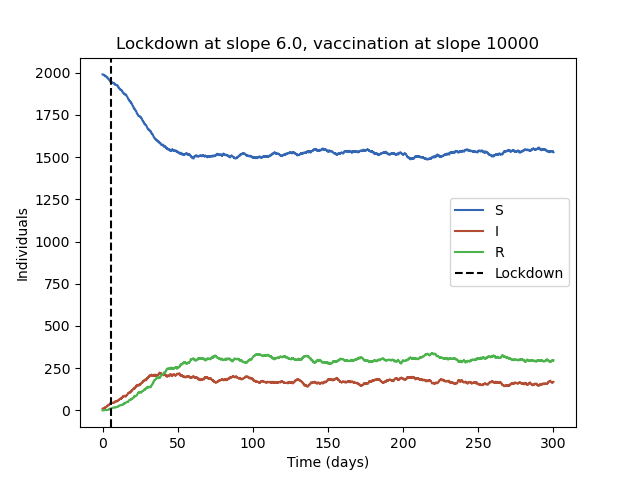 Lockdown at slope 6.0, vaccination at slope 10000
2000
1750
1500
1250
1000
750
500
250
0
Individuals
S
I
R
Lockdown
0 50 100 150 200 250 300
Time (days)